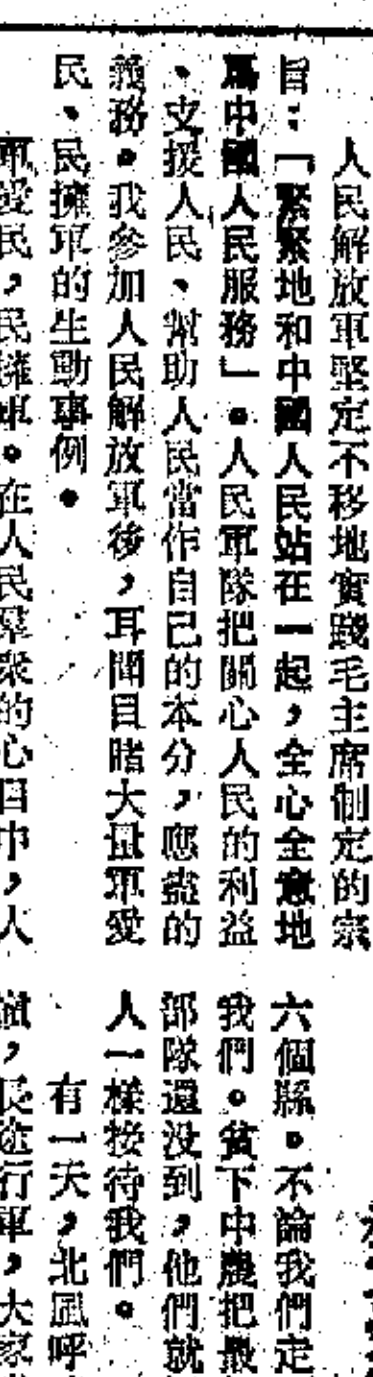 人民解放軍堅定不移地實踐毛主席制定的宗
旨：「緊緊地和中國人民站在一起，全心全意地
爲中國人民服務」。人民軍隊把關心人民的利益
、支援人民、幫助人民當作自己的本分，應盡的
義務。我參加人民解放軍後，耳聞目睹大量軍愛
民、民擁軍的生動事例。
軍愛民，民擁軍。在人民羣衆的心目中，人
六個縣。不論我們走
我們。貧下中農把最
部隊還没到，他們就
人一樣接待我們。
有一天，北風呼
，長途行軍，大家